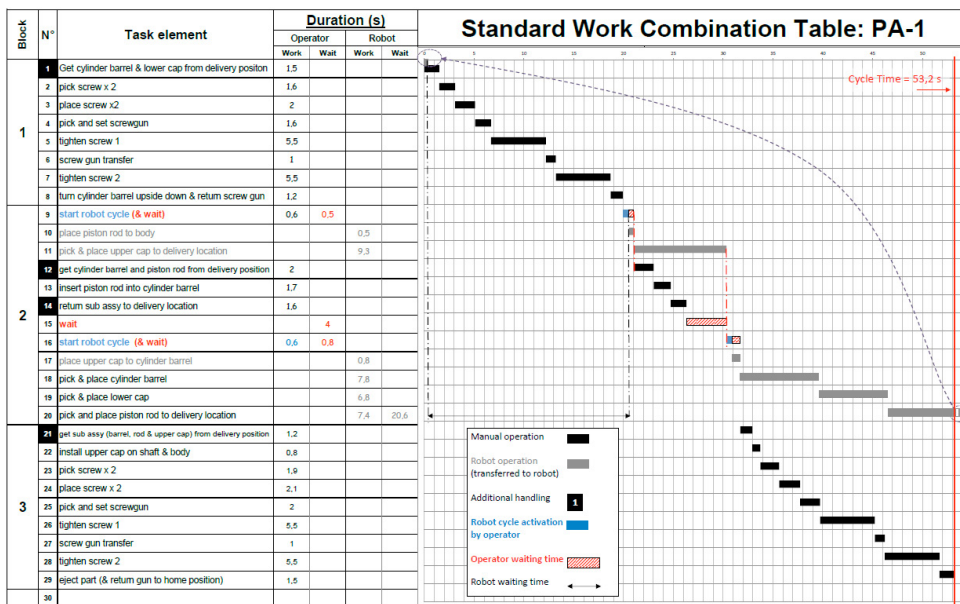 Standard Work Combination Table: PA-1
Block N° Task element Duration (s)
Operator Robot
Work Wait Work Wait
0 5 10 15 20 25 30 35 40 45 50
Cycle Time = 53,2 s
1
1 Get cylinder barrel & lower cap from delivery positon 1,5
2 pick screw x 2 1,6
3 place screw x2 2
4 pick and set screwgun 1,6
5 tighten screw 1 5,5
6 screw gun transfer 1
7 tighten screw 2 5,5
8 turn cylinder barrel upside down & return screw gun 1,2
2
9 start robot cycle (& wait) 0,6 0.5
10 place piston rod to body 0,5
11 pick & place upper cap to delivery location 9,3
12 get cylinder barrel and piston rod from delivery position 2
13 insert piston rod into cylinder barrel 1,7
14 return sub assy to delivery location 1,6
15 wait 4
16 start robot cycle (& wait) 0,6 0,8
17 place upper cap to cylinder barrel 0,8
18 pick & place cylinder barrel 7,8
19 pick & place lower cap 6,8
20 pick and place piston rod to delivery location 7,4 20,6
3
21 get sub assy (barrel, rod & upper cap) from delivery position 1,2
22 install upper cap on shaft & body 0,8
23 pick screw x 2 1,9
24 place screw x 2 2,1
25 pick and set screwgun 2
26 tighten screw 1 5,5
27 screw gun transfer 1
28 tighten screw 2 5,5
29 eject part (& return gun to home position) 1,5
30
Manual operation
Robot operation
(transferred to robot)
Additional handling 1
Robot cycle activation
by operator
Operator waiting time
Robot waiting time